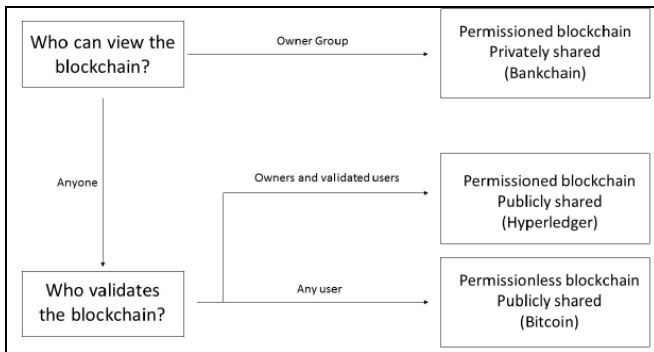 Who can view the
blockchain?
Owner Group
Permissioned blockchain
Privately shared
(Bankchain)
Anyone
Owners and validated users
Permissioned blockchain
Publicly shared
(Hyperledger)
Who validates
the blockchain?
Any user
Permissionless blockchain
Publicly shared
(Bitcoin)